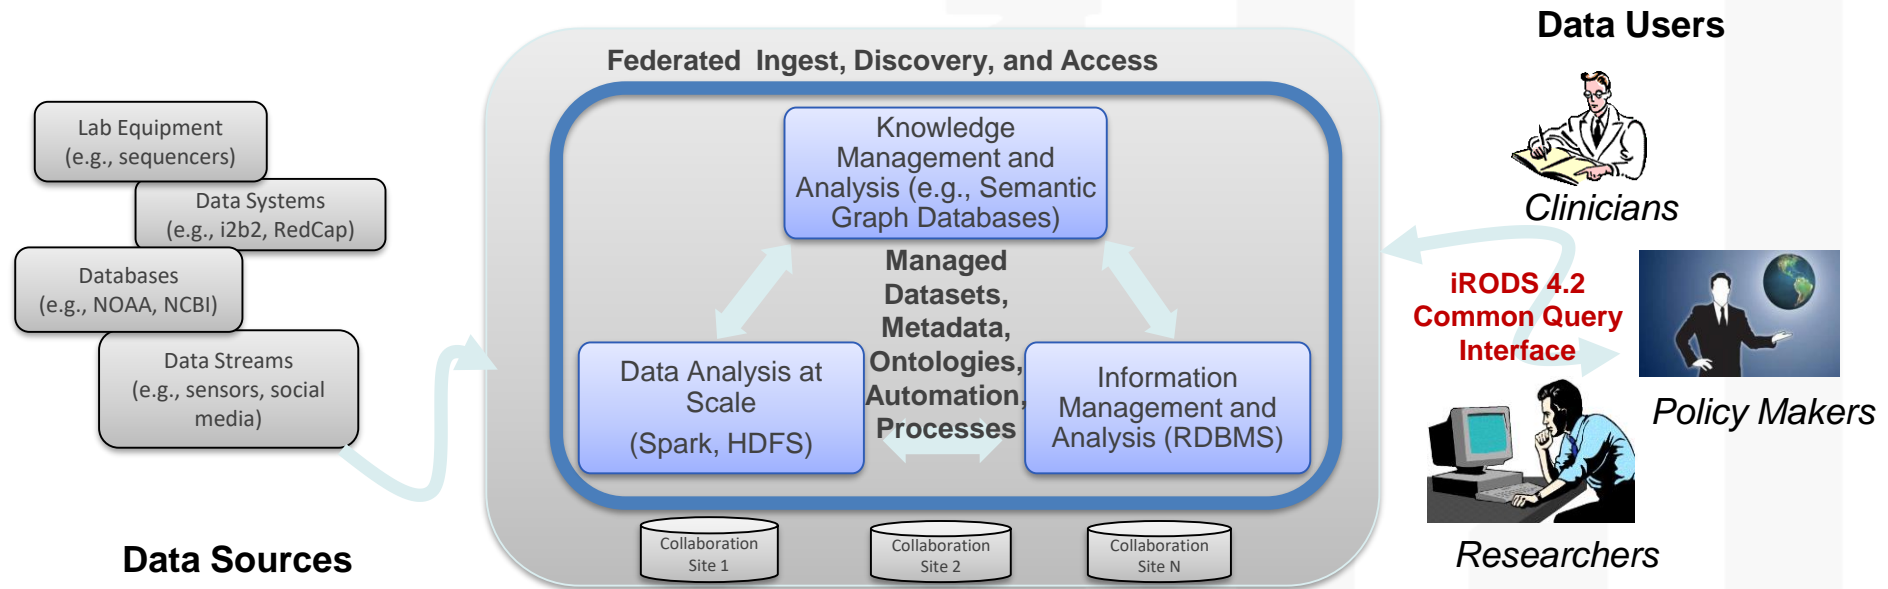 Data Users
Federated  Ingest, Discovery, and Access
Lab Equipment
(e.g., sequencers)
Data Systems
(e.g., i2b2, RedCap)
Databases
(e.g., NOAA, NCBI)
Data Streams
(e.g., sensors, social
media)
Data Sources
Knowledge
Management and
Analysis (e.g., Semantic
Graph Databases)
Managed
Datasets,
Metadata,
Ontologies,
Automation,
Processes
Data Analysis at
Scale
(Spark, HDFS)
Information
Management and
Analysis (RDBMS)
Collaboration
Site 1
Collaboration
Site 2
Collaboration
Site N
Clinicians
iRODS 4.2
Common Query
Interface
Policy Makers
Researchers